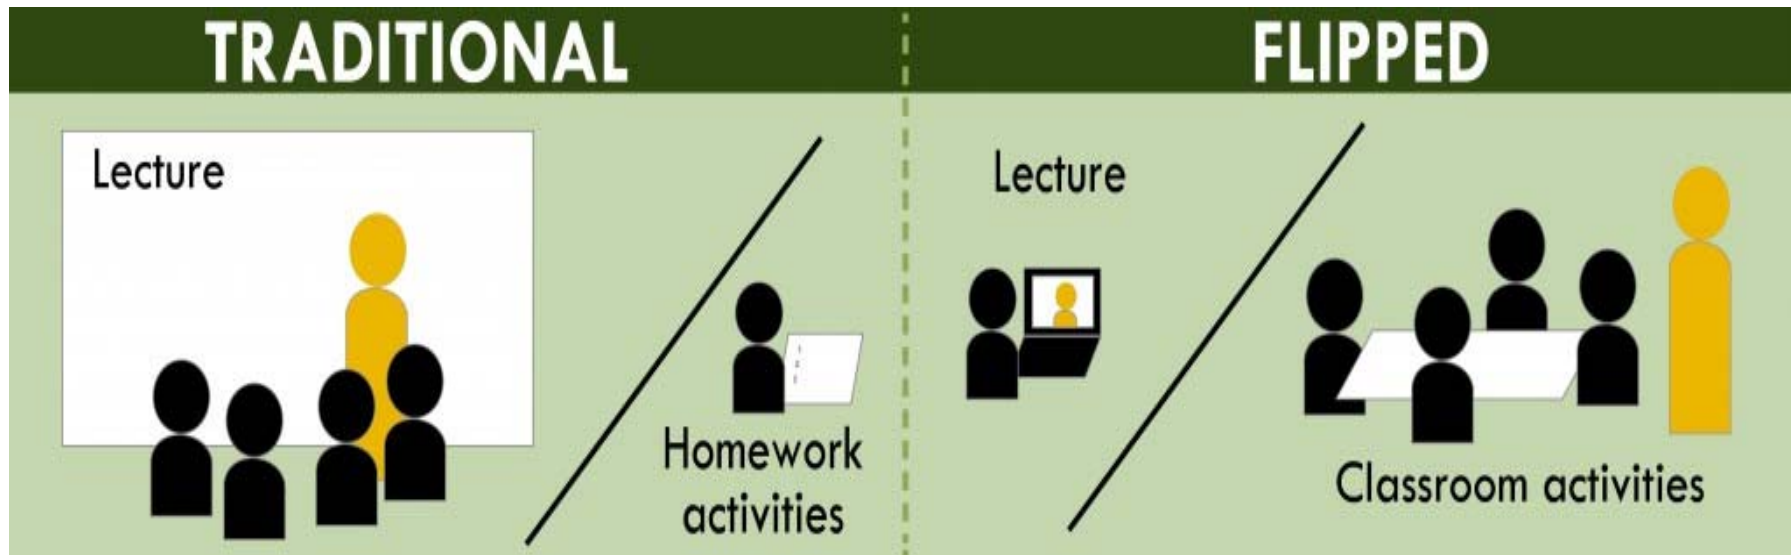 TRADITIONAL
Lecture
Homework
activities
FLIPPED
Lecture
Classroom activities